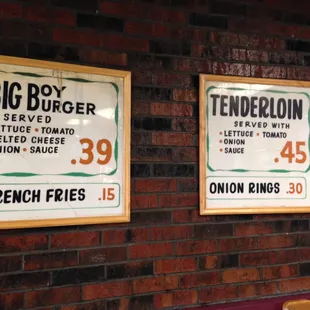 BIG BOY
BURGER
SERVED
LETTUCE • TOMATO
MELTED CHEESE
ONION • SAUCE .39
FRENCH FRIES .15
TENDERLOIN
SERVED WITH
• LETTUCE • TOMATO
• ONION
• SAUCE .45
ONION RINGS .30